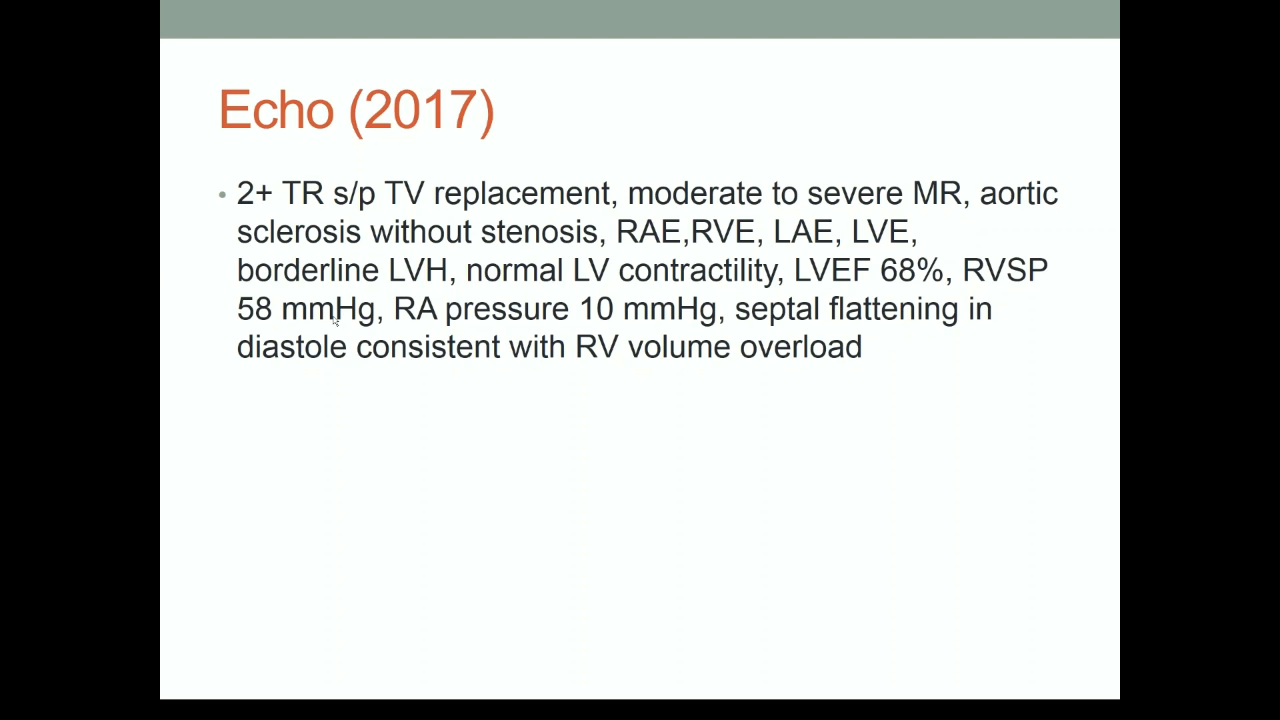 Echo (2017)
• 2+ TR s/p TV replacement, moderate to severe MR, aortic
sclerosis without stenosis, RAE,RVE, LAE, LVE,
borderline LVH, normal LV contractility, LVEF 68%, RVSP
58 mmHg, RA pressure 10 mmHg, septal flattening in
diastole consistent with RV volume overload